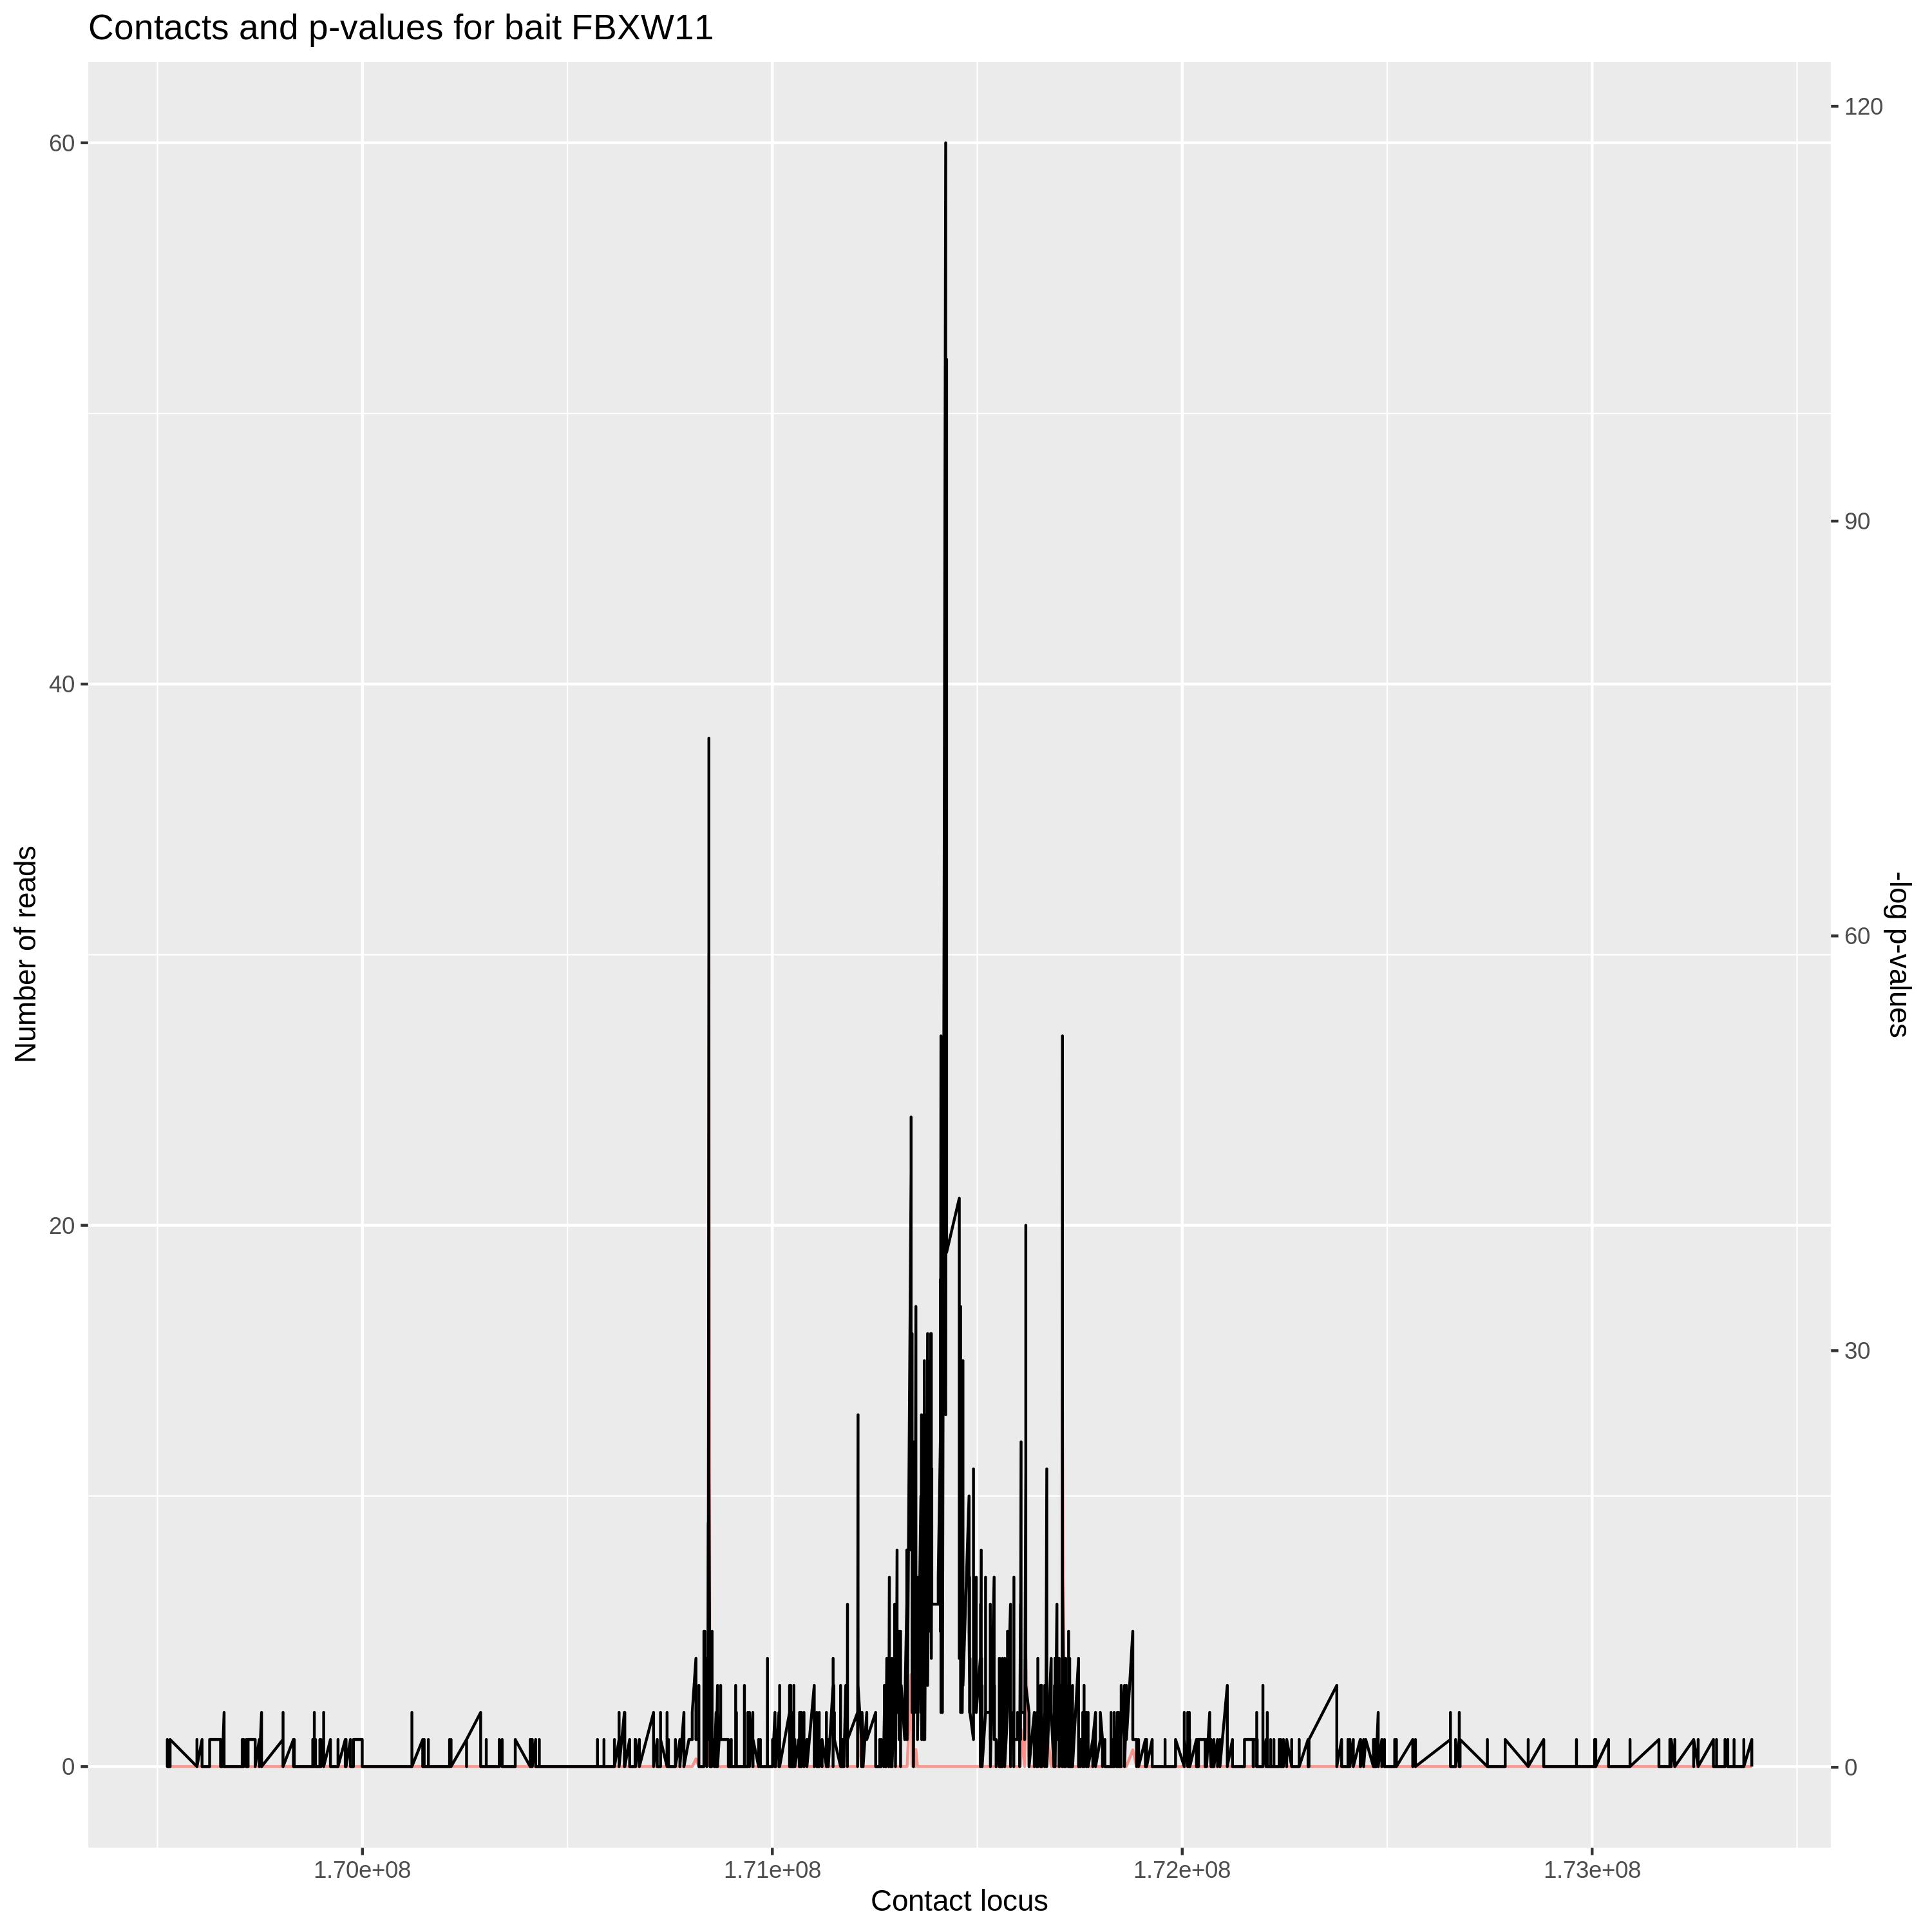 Contacts and p-values for bait FBXW11
60
40
20
0
Number of reads
120
90
60
30
0
-log p-values
1.70e+08
1.71e+08
1.72e+08
1.73e+08
Contact locus